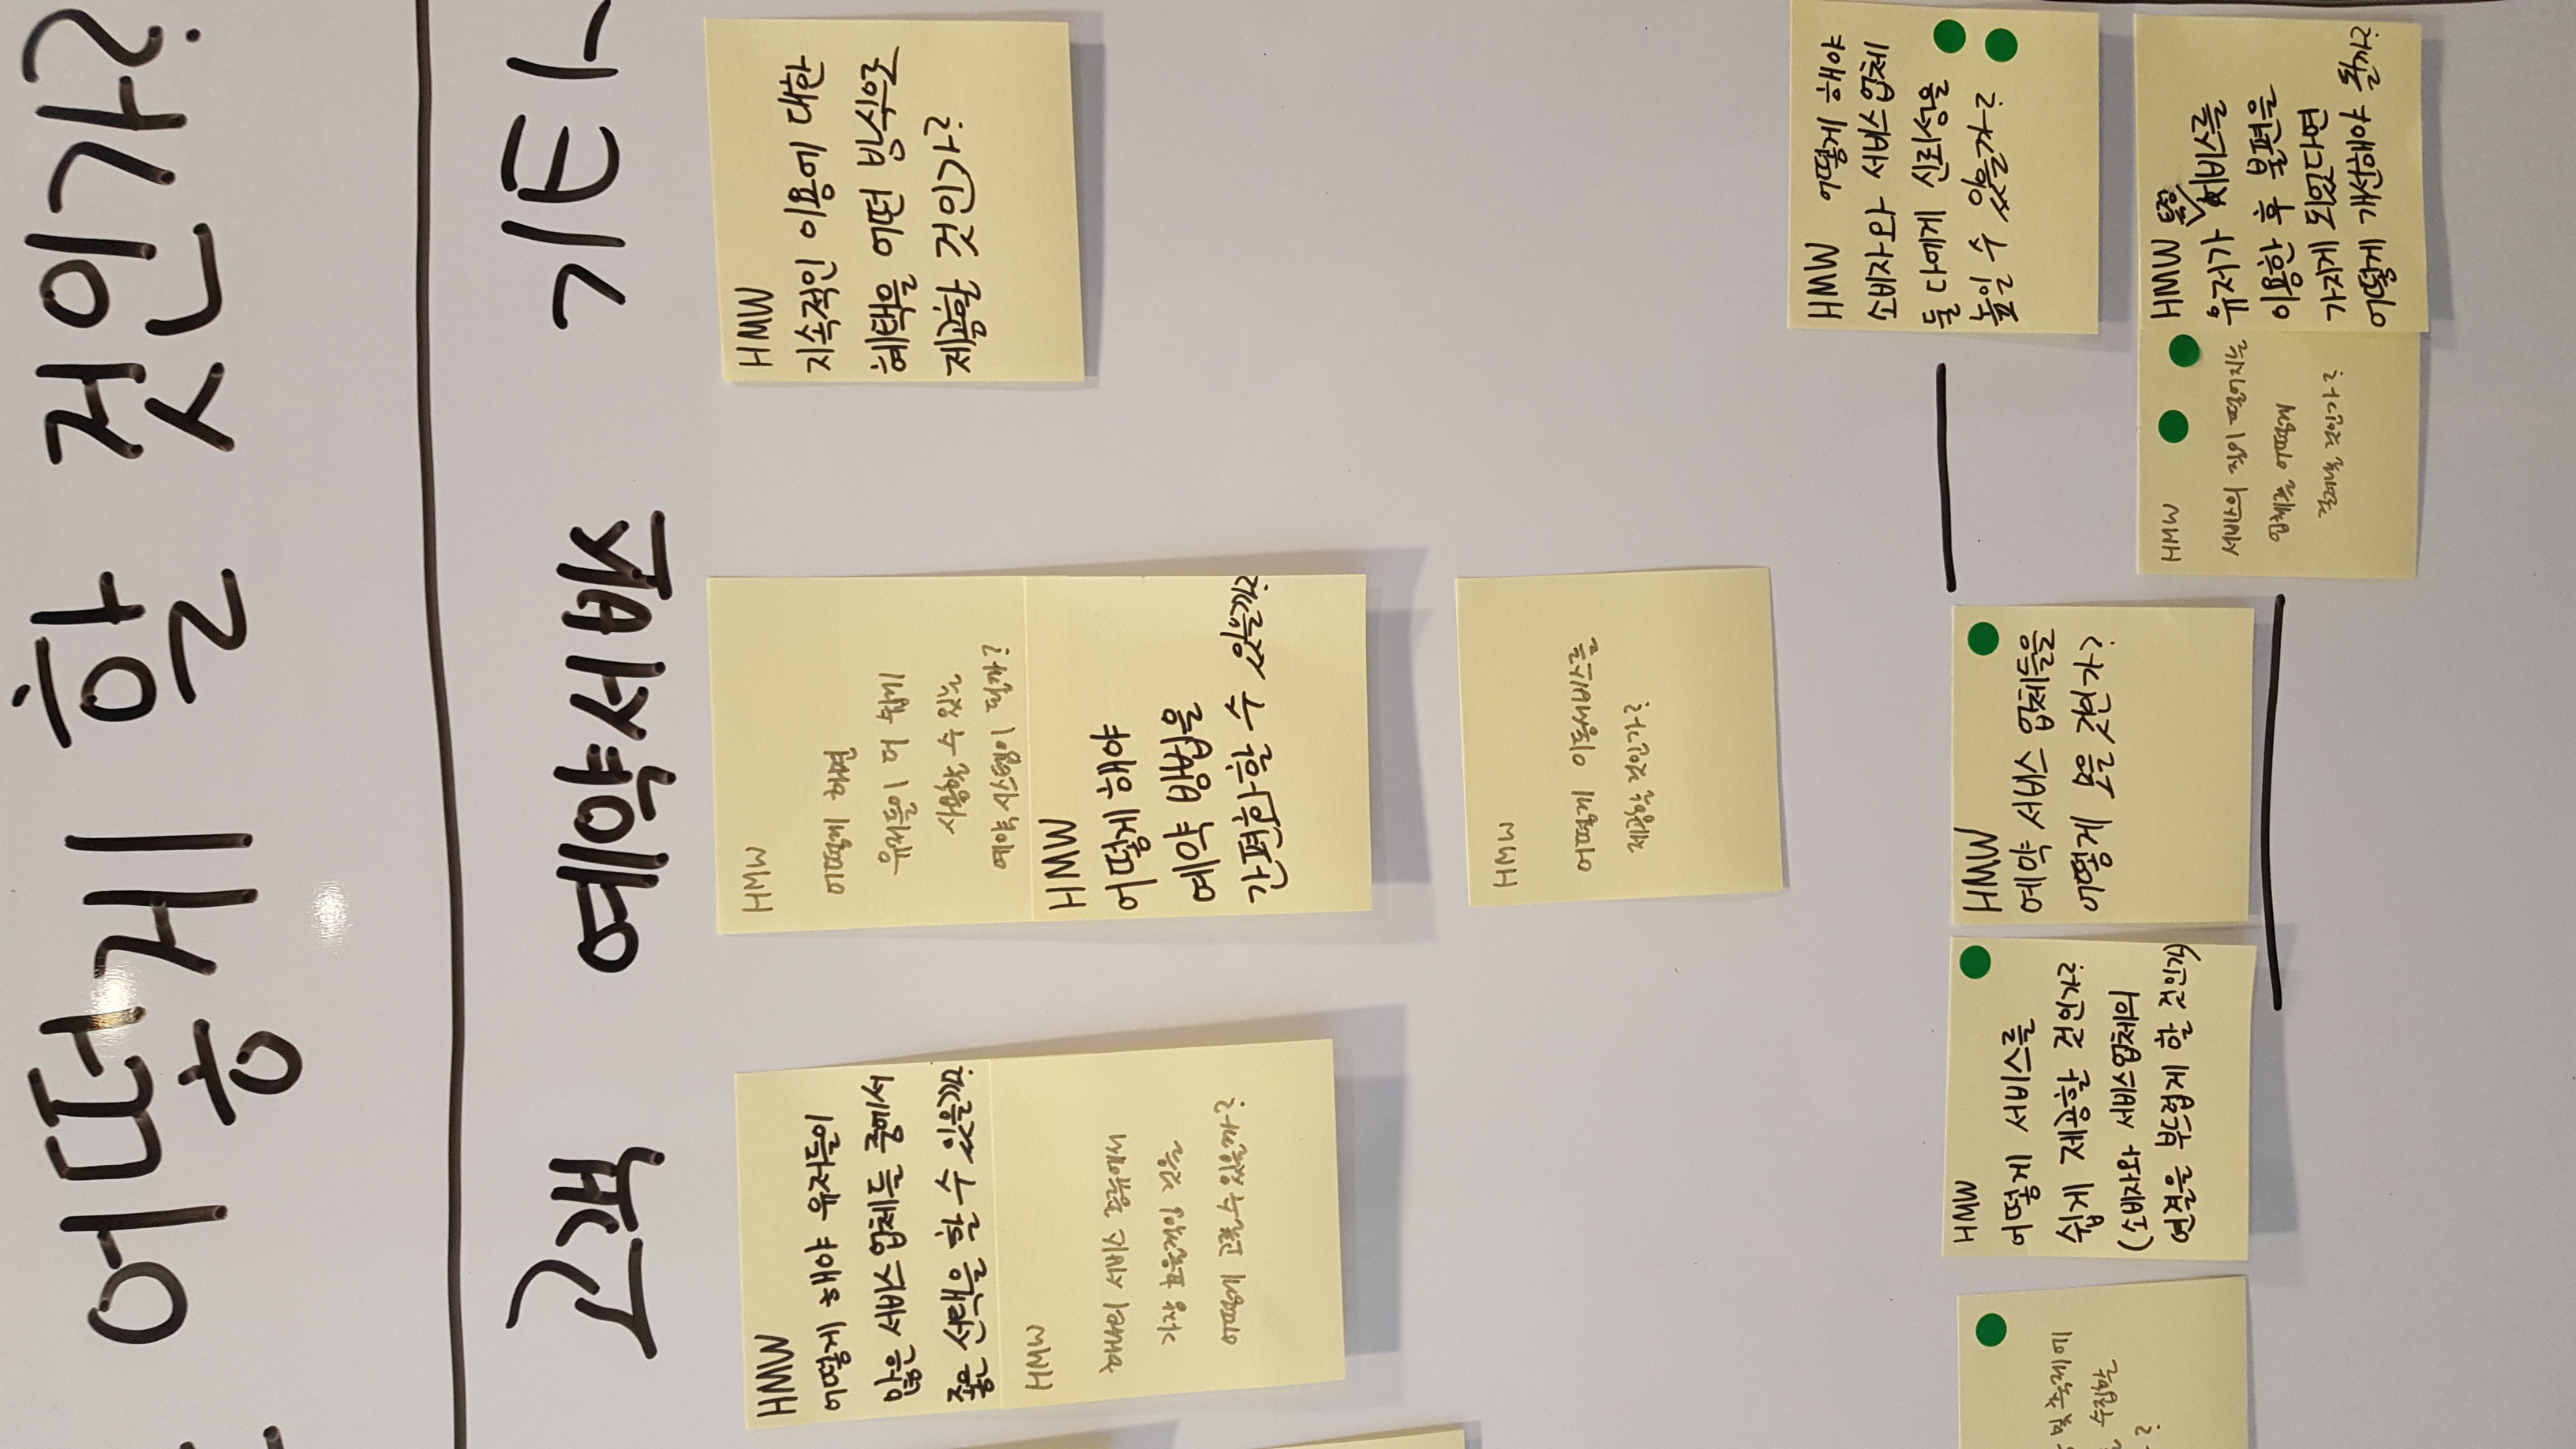 어떻게 할 것인가?
고객
예약서비스
기타
HMW
어떻게 해야 유저들이
많은 서비스 업체들 중에서
좋은 선택을 할 수 있을까?
HMW
하나의 서비스 종류에서
가장 효율적인 것을
어떻게 고를 수 있을까?
HMW
어떻게 하면
유저들이 더 쉽게
사용할 수 있는
예약 시스템이 될까?
HMW
어떻게 해야
예약 방법을
간편화할 수 있을까?
HMW
지속적인 이용에 대한
혜택을 어떤 방식으로
제공할 것인가?
HMW
어떻게 이동서비스를
제공할 것인가?
및 축제에
수집할
?
HMW
어떻게 서비스를
쉽게 제공할 것인가?
(소비자와 서비스업체의
연결을 부드럽게 할 것인가)
HMW
예약 서비스 업체들을
어떻게 모을 것인가?
HMW 어떻게 해야
소비자와 서비스업체
둘 다에게 신뢰성을
높일 수 있을까?
HMW
서비스의 질이 떨어지는
업체를 어떻게
걸러낼 것인가?
HMW 특정
유저가 서비스를
이용한 후 불편을
가지게 되었다면
어떻게 개선해야 될까?